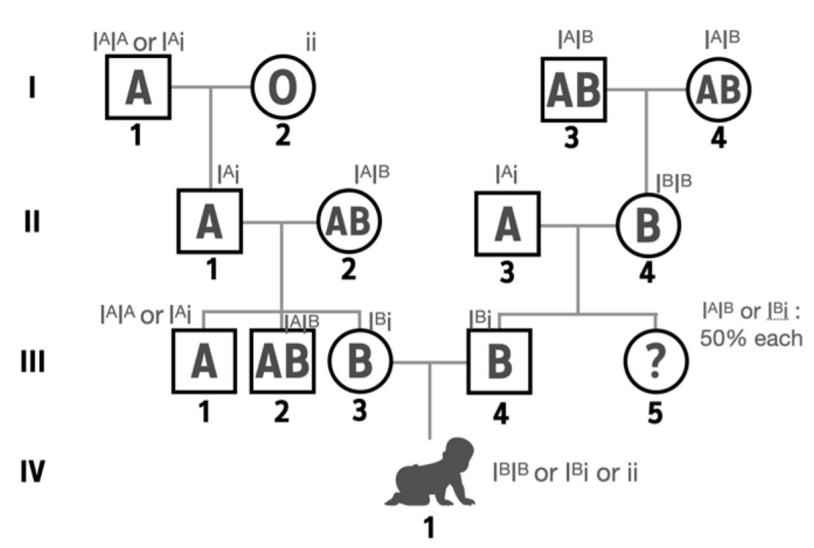 IᴬIᴬ or Iᴬi ii IᴬIᴮ IᴬIᴮ
I A O AB AB
1 2 3 4
Iᴬi IᴬIᴮ Iᴬi IᴮIᴮ
II A AB A B
1 2 3 4
IᴬIᴬ or Iᴬi IᴬIᴮ Iᴮi Iᴮi IᴬIᴮ or Iᴮi :
50% each
III A AB B B ?
1 2 3 4 5
IV IᴮIᴮ or Iᴮi or ii
1